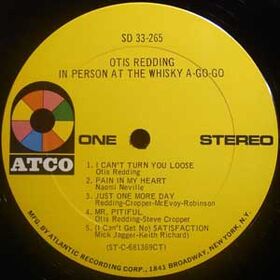 SD 33-265
OTIS REDDING
IN PERSON AT THE WHISKY A-GO-GO
ATCO
ONE
STEREO
1. I CAN'T TURN YOU LOOSE
Otis Redding
2. PAIN IN MY HEART
Naomi Neville
3. JUST ONE MORE DAY
Redding-Cropper-McEvoy-Robinson
4. MR. PITIFUL
Otis Redding-Steve Cropper
5. (I Can't Get No) SATISFACTION
Mick Jagger-Keith Richard)
(ST-C-681369CT)
MFG. BY ATLANTIC RECORDING CORP., 1841 BROADWAY, NEW YORK, N.Y.